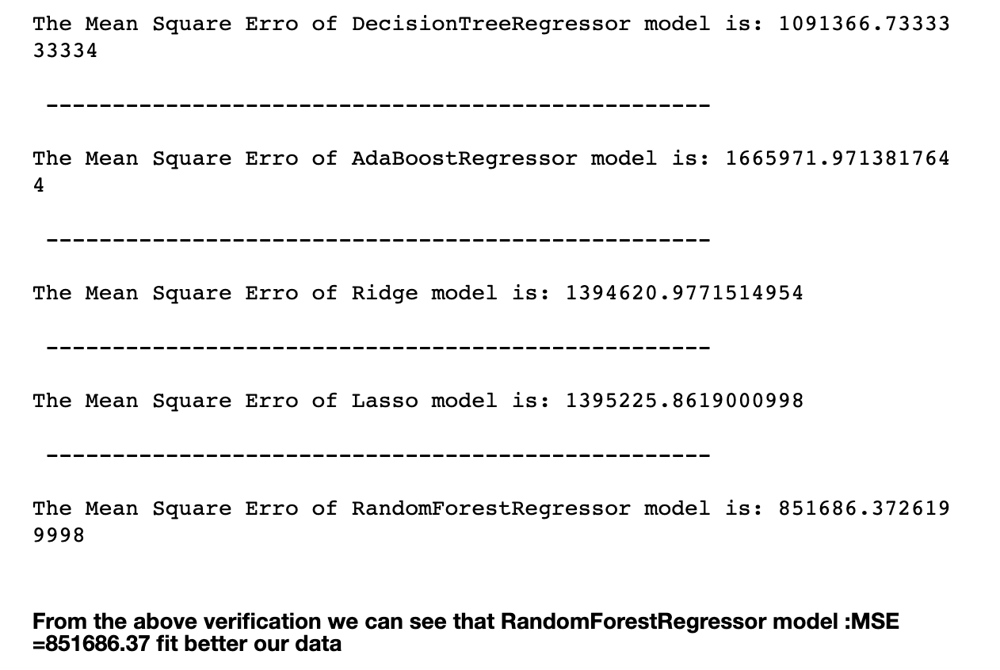 The Mean Square Erro of DecisionTreeRegressor model is: 1091366.73333
33334
--------------------------------------------------
The Mean Square Erro of AdaBoostRegressor model is: 1665971.971381764
4
--------------------------------------------------
The Mean Square Erro of Ridge model is: 1394620.9771514954
--------------------------------------------------
The Mean Square Erro of Lasso model is: 1395225.8619000998
--------------------------------------------------
The Mean Square Erro of RandomForestRegressor model is: 851686.372619
9998
From the above verification we can see that RandomForestRegressor model :MSE
=851686.37 fit better our data